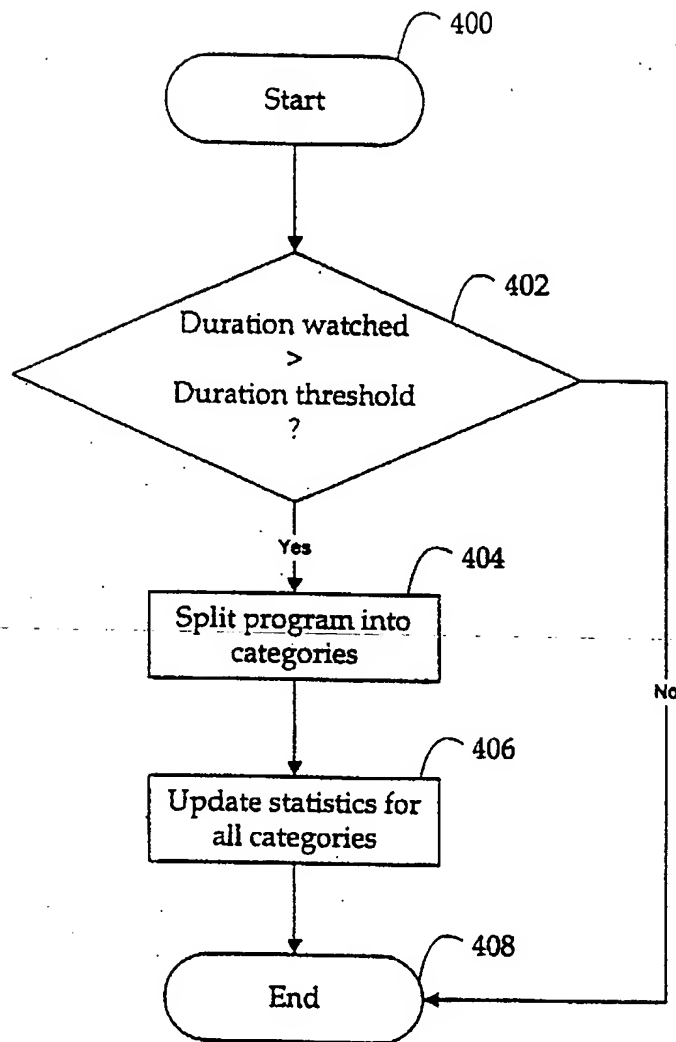 400
Start
402
Duration watched
>
Duration threshold
?
Yes
404
Split program into
categories
No
406
Update statistics for
all categories
408
End